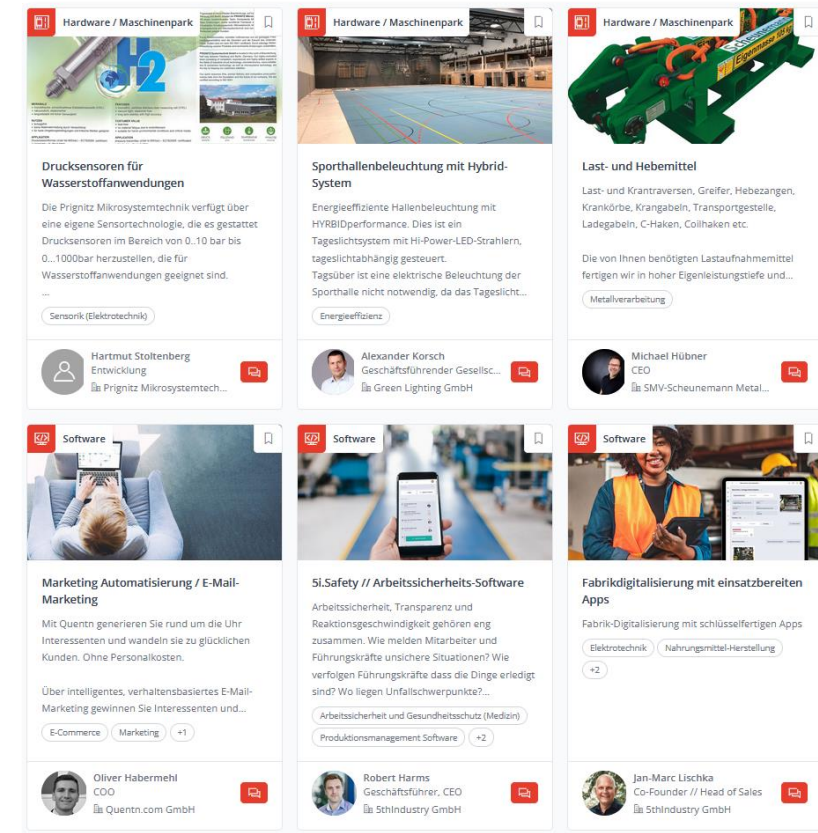 Hardware / Maschinenpark
H2
Drucksensoren für
Wasserstoffanwendungen
Die Prignitz Mikrosystemtechnik verfügt über
eine eigene Sensortechnologie, die es gestattet
Drucksensoren im Bereich von 0..10 bar bis
0...1000bar herzustellen, die für
Wasserstoffanwendungen geeignet sind.
...
Sensorik (Elektrotechnik)
Hartmut Stoltenberg
Entwicklung
Prignitz Mikrosystemtech...
Hardware / Maschinenpark
Sporthallenbeleuchtung mit Hybrid-
System
Energieeffiziente Hallenbeleuchtung mit
HYRBIDperformance. Dies ist ein
Tageslichtsystem mit Hi-Power-LED-Strahlern,
tageslichtabhängig gesteuert.
Tagsüber ist eine elektrische Beleuchtung der
Sporthalle nicht notwendig, da das Tageslicht...
Energieeffizienz
Alexander Korsch
Geschäftsführender Gesellsc...
Green Lighting GmbH
Hardware / Maschinenpark
Scheunemann
Eigenmasse 105 kg
Last- und Hebemittel
Last- und Krantraversen, Greifer, Hebezangen,
Krankörbe, Krangabeln, Transportgestelle,
Ladegabeln, C-Haken, Coilhaken etc.
Die von Ihnen benötigten Lastaufnahmemittel
fertigen wir in hoher Eigenleistungstiefe und...
Metallverarbeitung
Michael Hübner
CEO
SMV-Scheunemann Metal...
Software
Marketing Automatisierung / E-Mail-
Marketing
Mit Quentn generieren Sie rund um die Uhr
Interessenten und wandeln sie zu glücklichen
Kunden. Ohne Personalkosten.
Über intelligentes, verhaltensbasiertes E-Mail-
Marketing gewinnen Sie Interessenten und...
E-Commerce Marketing +1
Oliver Habermehl
COO
Quentn.com GmbH
Software
5i.Safety // Arbeitssicherheits-Software
Arbeitssicherheit, Transparenz und
Reaktionsgeschwindigkeit gehören eng
zusammen. Wie melden Mitarbeiter und
Führungskräfte unsichere Situationen? Wie
verfolgen Führungskräfte dass die Dinge erledigt
sind? Wo liegen Unfallschwerpunkte?...
Arbeitssicherheit und Gesundheitsschutz (Medizin)
Produktionsmanagement Software +2
Robert Harms
Geschäftsführer, CEO
5thIndustry GmbH
Software
Fabrikdigitalisierung mit einsatzbereiten
Apps
Fabrik-Digitalisierung mit schlüsselfertigen Apps
Elektrotechnik Nahrungsmittel-Herstellung
+2
Jan-Marc Lischka
Co-Founder // Head of Sales
5thIndustry GmbH